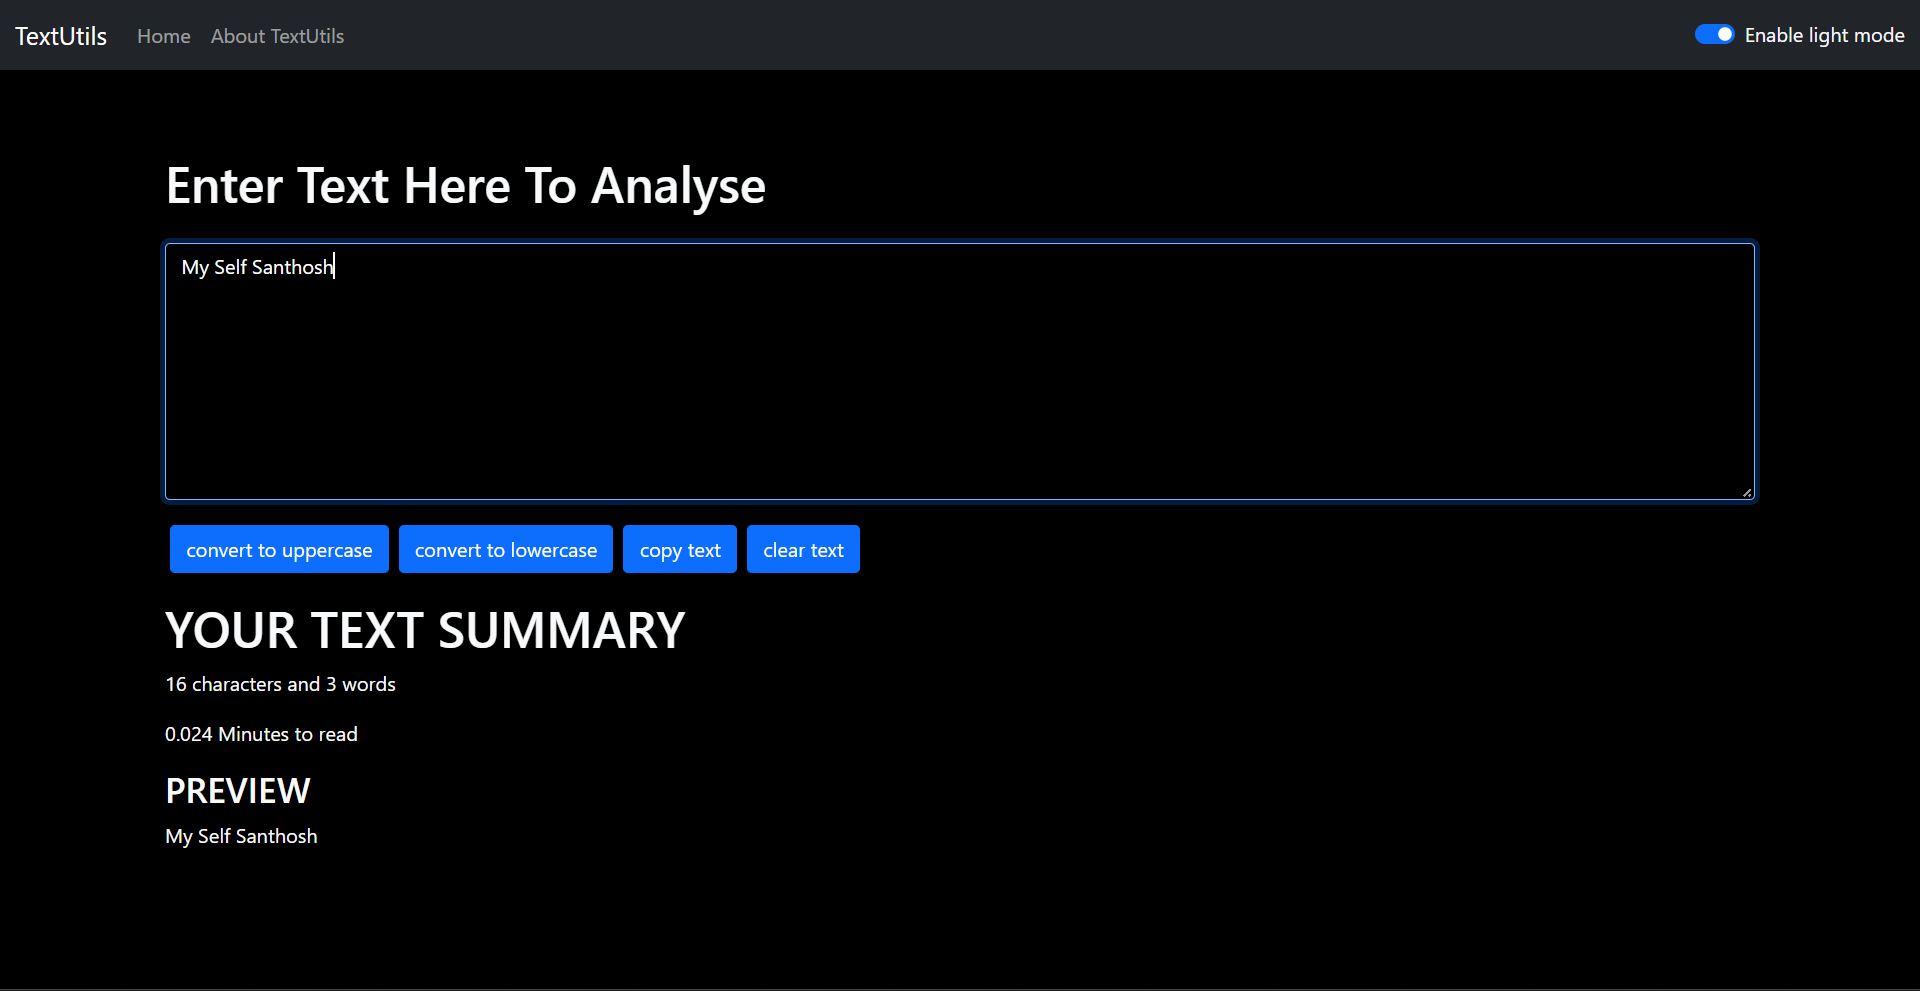 TextUtils Home About TextUtils Enable light mode
Enter Text Here To Analyse
My Self Santhosh
convert to uppercase convert to lowercase copy text clear text
YOUR TEXT SUMMARY
16 characters and 3 words
0.024 Minutes to read
PREVIEW
My Self Santhosh